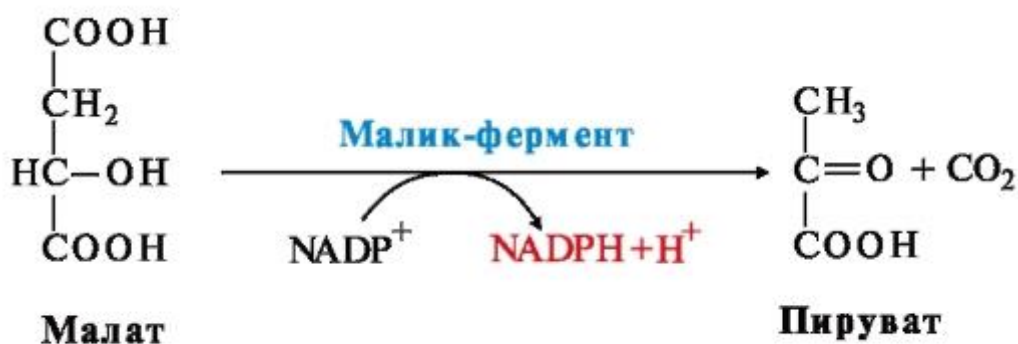 COOH
CH₂
HC—OH
COOH
Малат
Малик-фермент
NADP⁺
NADPH + H⁺
CH₃
C=O + CO₂
COOH
Пируват